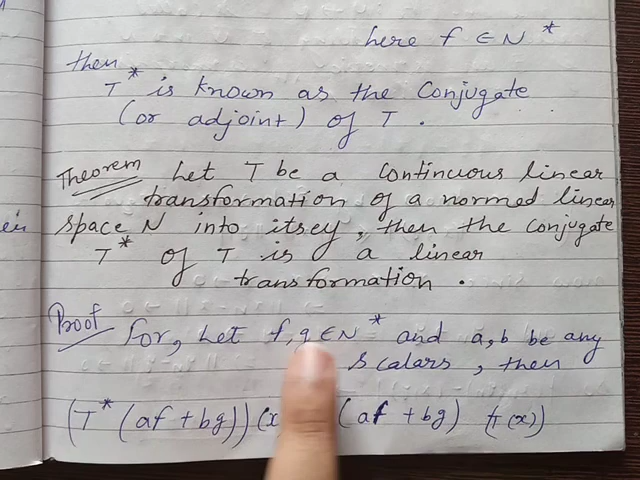 here f ∈ N *
then
T* is known as the Conjugate
(or adjoint) of T .
Theorem Let T be a Continuous linear
transformation of a normed linear
space N into itsey, then the conjugate
T* of T is a linear
transformation .
Proof For, Let f, g ∈ N * and a, b be any
scalars, then
(T* (af + bg)) (x (af + bg) (T(x))